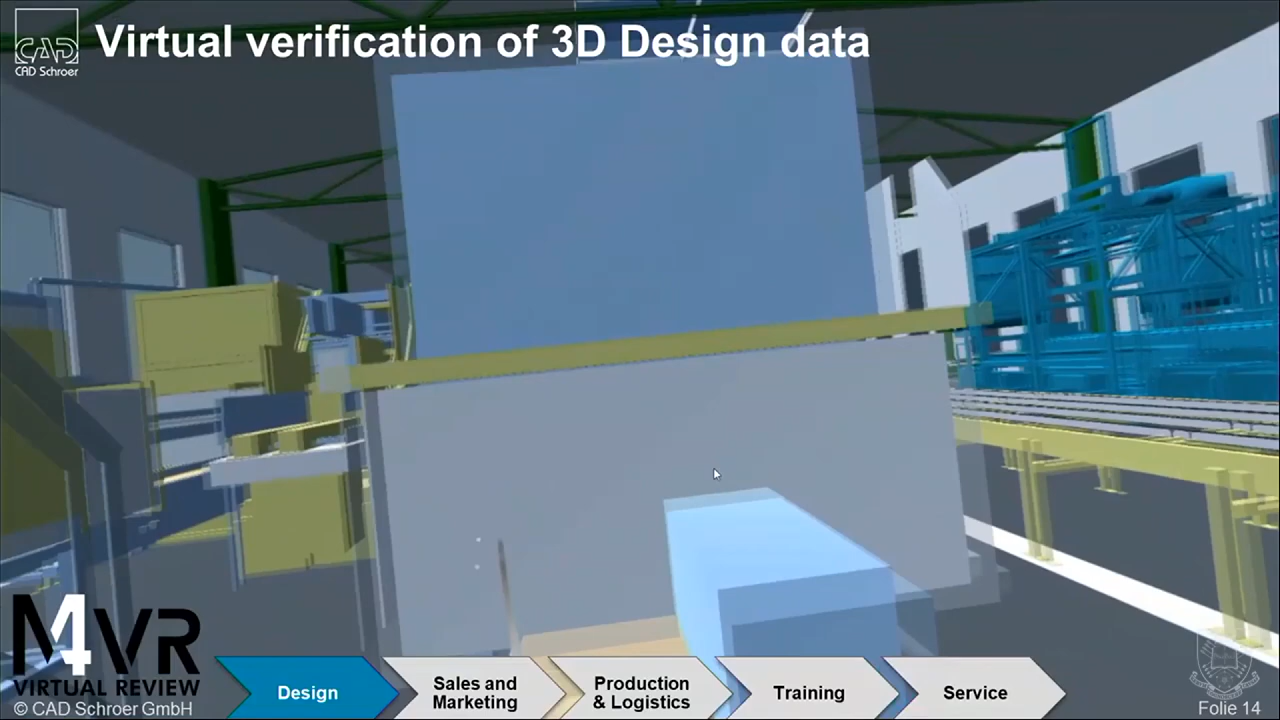 CAD
CAD Schroer
Virtual verification of 3D Design data
M4VR
VIRTUAL REVIEW
© CAD Schroer GmbH
Design
Sales and
Marketing
Production
& Logistics
Training
Service
Folie 14